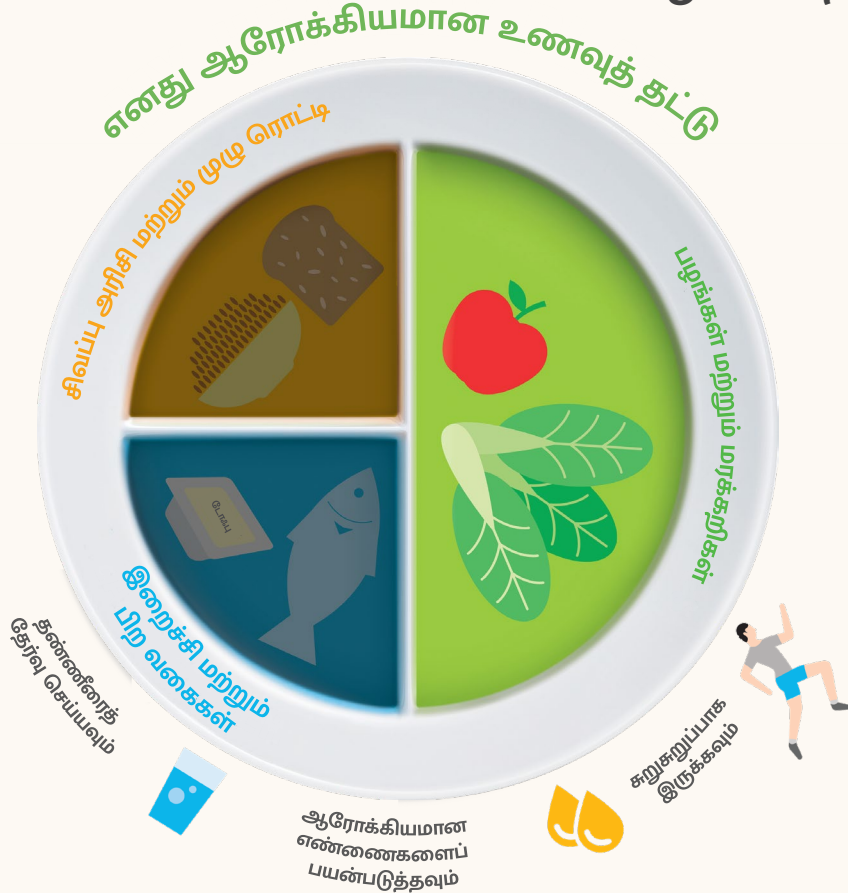 எனது ஆரோக்கியமான உணவுத் தட்டு
சிவப்பு அரிசி மற்றும் முழு ரொட்டி
பழங்கள் மற்றும் மரக்கறிகள்
டோஃபு
இறைச்சி மற்றும்
பிற வகைகள்
தண்ணீரைத்
தேர்வு செய்யவும்
ஆரோக்கியமான
எண்ணைகளைப்
பயன்படுத்தவும்
சுறுசுறுப்பாக
இருக்கவும்